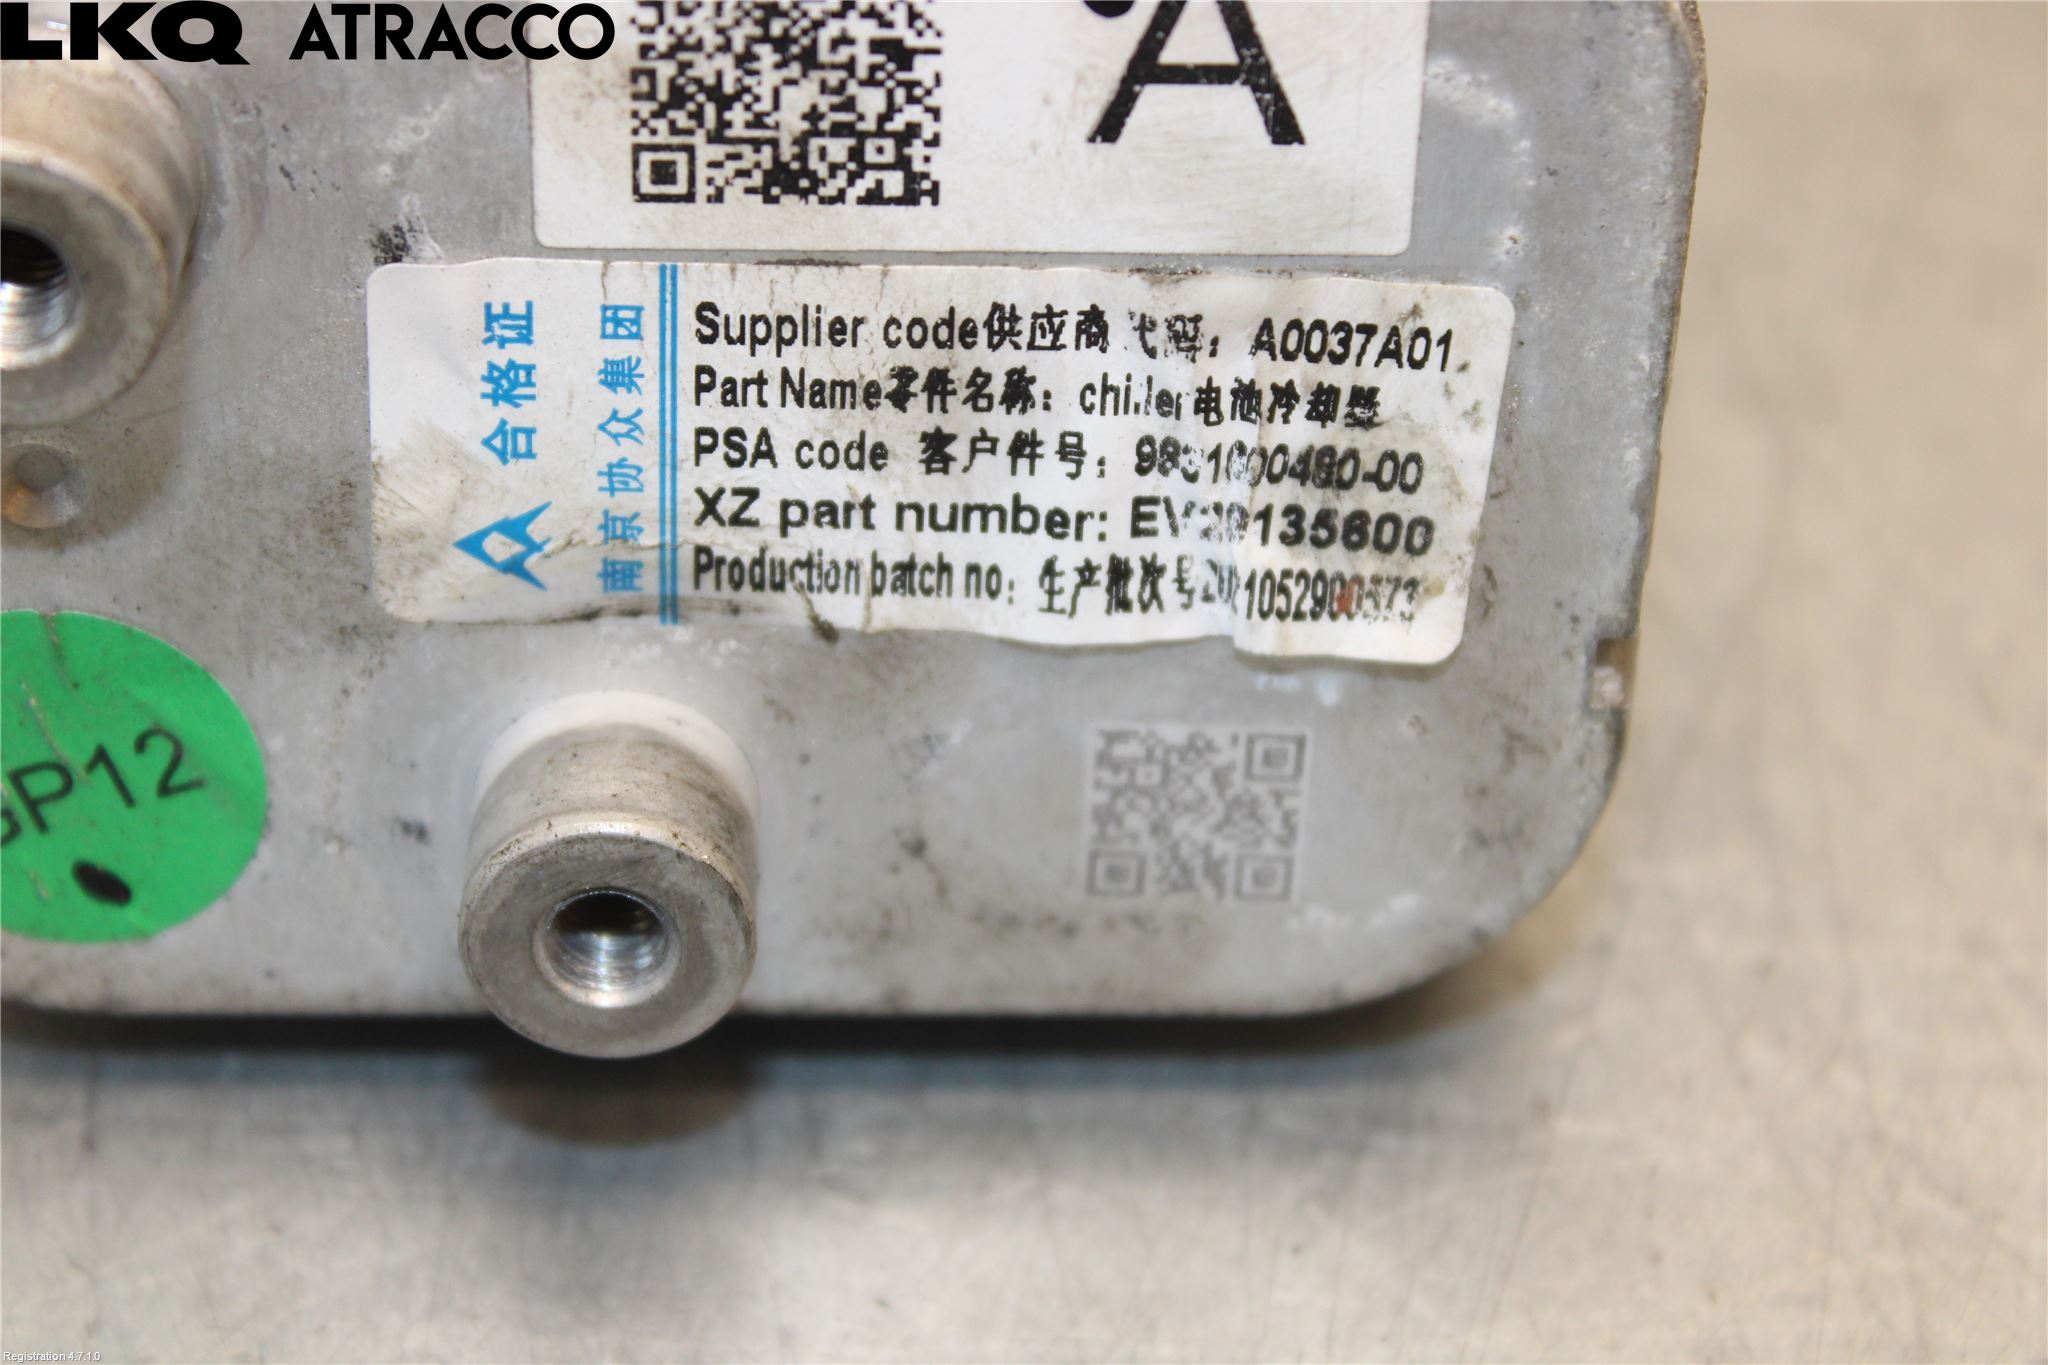 LKQ ATRACCO
A
合格证
南京协众集团
Supplier code供应商代码: A0037A01
Part Name零件名称: chiller电池冷却器
PSA code 客户件号:
XZ part number: EV20135600
Production batch no: 生产批次号
GP12
Registration 4.7.1.0